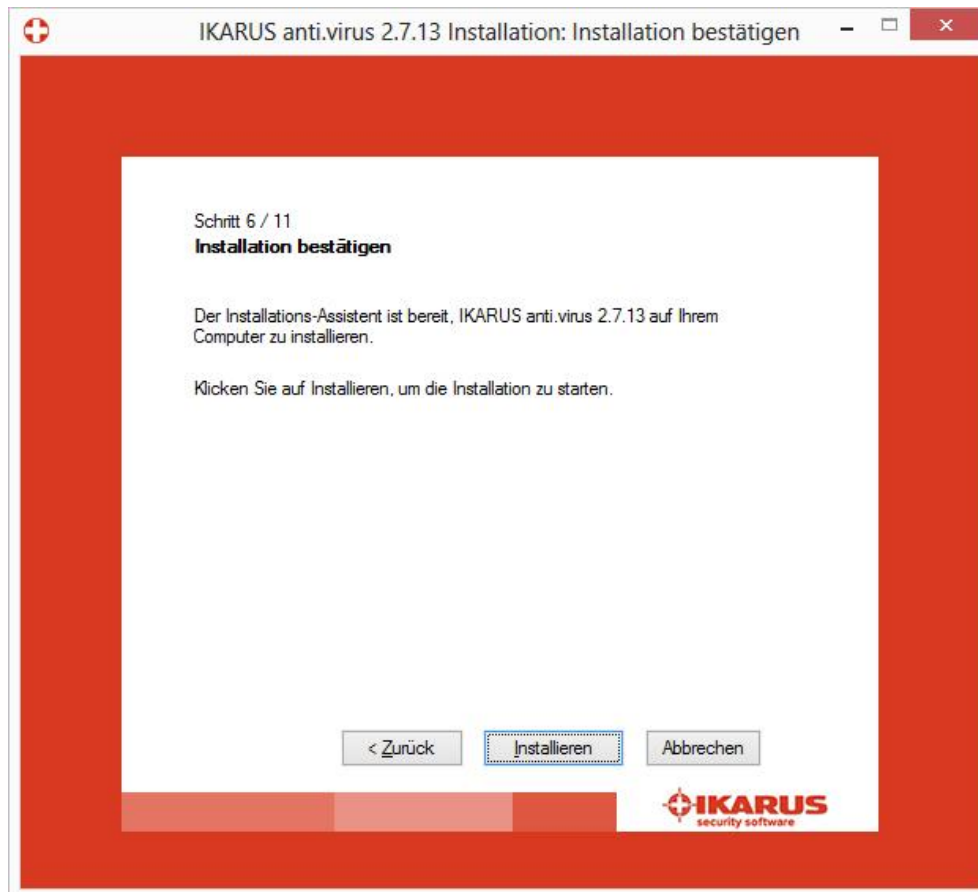 IKARUS anti.virus 2.7.13 Installation: Installation bestätigen
Schritt 6 / 11
Installation bestätigen
Der Installations-Assistent ist bereit, IKARUS anti.virus 2.7.13 auf Ihrem
Computer zu installieren.
Klicken Sie auf Installieren, um die Installation zu starten.
< Zurück
Installieren
Abbrechen
IKARUS
security software